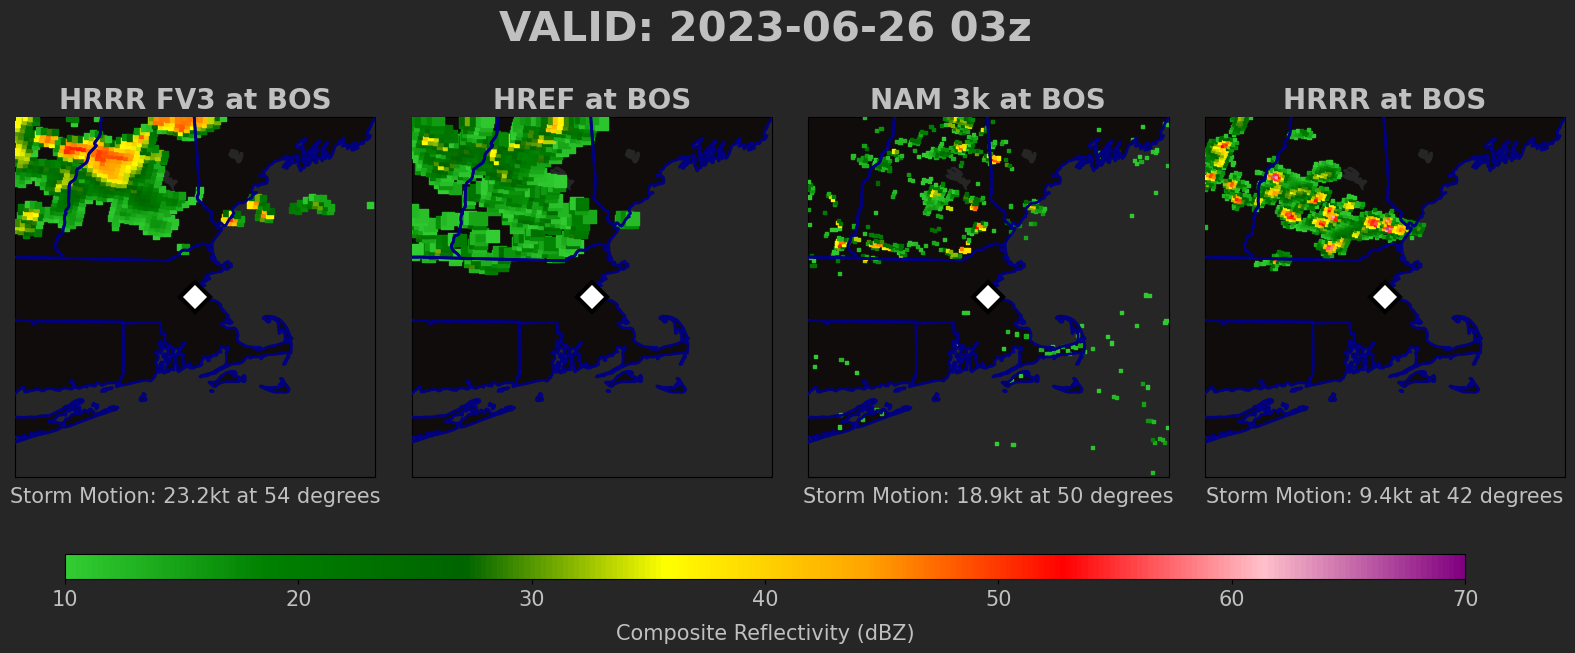 VALID: 2023-06-26 03z
HRRR FV3 at BOS
HREF at BOS
NAM 3k at BOS
HRRR at BOS
Storm Motion: 23.2kt at 54 degrees
Storm Motion: 18.9kt at 50 degrees
Storm Motion: 9.4kt at 42 degrees
10 20 30 40 50 60 70
Composite Reflectivity (dBZ)